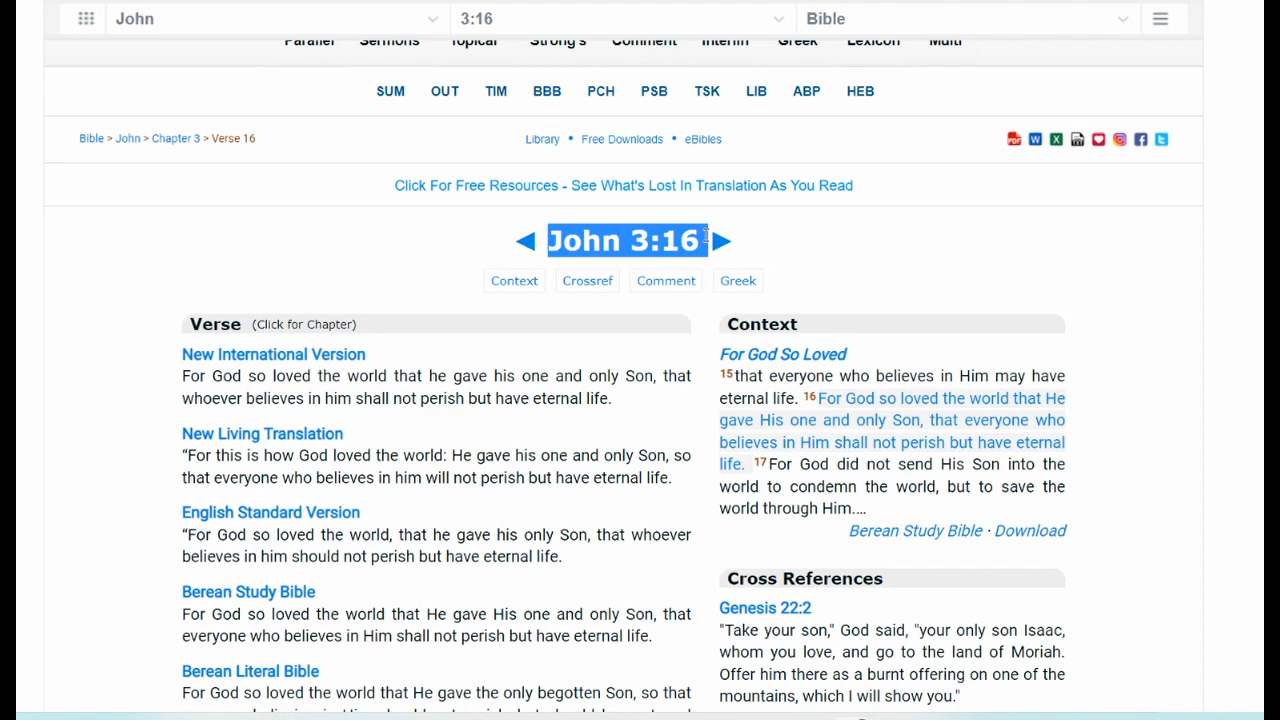 John 3:16 Bible
Parallel Sermons Topical Strong's Comment Interlin Greek Lexicon Multi
SUM OUT TIM BBB PCH PSB TSK LIB ABP HEB
Bible > John > Chapter 3 > Verse 16
Library • Free Downloads • eBibles
Click For Free Resources - See What's Lost In Translation As You Read
◄ John 3:16 ►
Context Crossref Comment Greek
Verse (Click for Chapter)
New International Version
For God so loved the world that he gave his one and only Son, that
whoever believes in him shall not perish but have eternal life.
New Living Translation
“For this is how God loved the world: He gave his one and only Son, so
that everyone who believes in him will not perish but have eternal life.
English Standard Version
“For God so loved the world, that he gave his only Son, that whoever
believes in him should not perish but have eternal life.
Berean Study Bible
For God so loved the world that He gave His one and only Son, that
everyone who believes in Him shall not perish but have eternal life.
Berean Literal Bible
For God so loved the world that He gave the only begotten Son, so that
Context
For God So Loved
15that everyone who believes in Him may have
eternal life. 16For God so loved the world that He
gave His one and only Son, that everyone who
believes in Him shall not perish but have eternal
life. 17For God did not send His Son into the
world to condemn the world, but to save the
world through Him.…
Berean Study Bible · Download
Cross References
Genesis 22:2
"Take your son," God said, "your only son Isaac,
whom you love, and go to the land of Moriah.
Offer him there as a burnt offering on one of the
mountains, which I will show you."